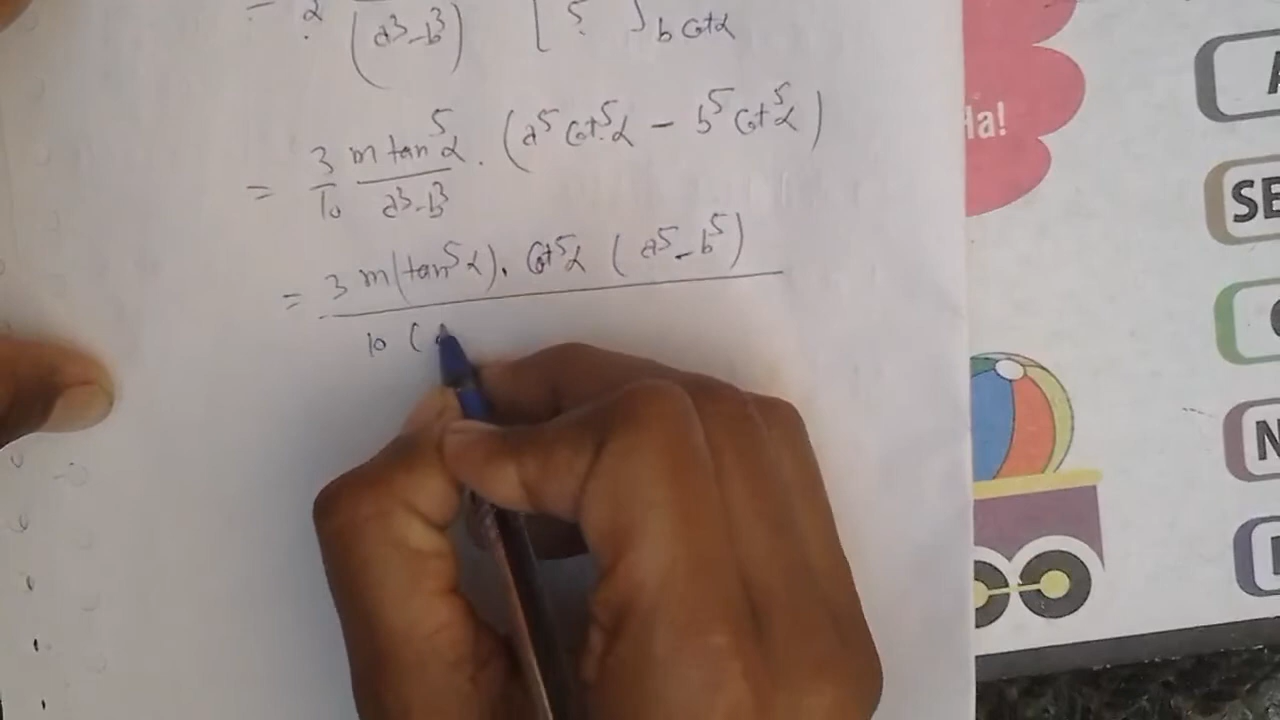 (a³-b³) [ 5 ] b cotα
= 3/10 m tan⁵α/a³-b³ . (a⁵ cot⁵α - b⁵ cot⁵α)
= 3 m(tan⁵α). cot⁵α (a⁵-b⁵)
10 (
Ha!
SE
N